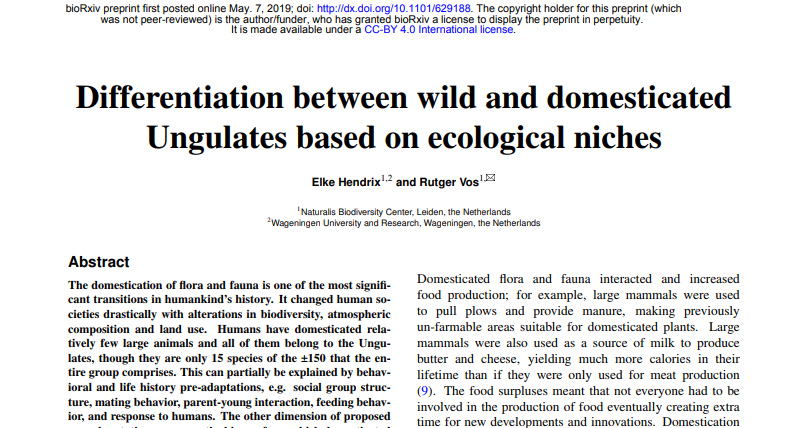 bioRxiv preprint first posted online May. 7, 2019; doi: http://dx.doi.org/10.1101/629188. The copyright holder for this preprint (which
was not peer-reviewed) is the author/funder, who has granted bioRxiv a license to display the preprint in perpetuity.
It is made available under a CC-BY 4.0 International license.
Differentiation between wild and domesticated
Ungulates based on ecological niches
Elke Hendrix1,2 and Rutger Vos1,✉
1Naturalis Biodiversity Center, Leiden, the Netherlands
2Wageningen University and Research, Wageningen, the Netherlands
Abstract
The domestication of flora and fauna is one of the most signifi-
cant transitions in humankind's history. It changed human so-
cieties drastically with alterations in biodiversity, atmospheric
composition and land use. Humans have domesticated rela-
tively few large animals and all of them belong to the Ungu-
lates, though they are only 15 species of the ±150 that the en-
tire group comprises. This can partially be explained by behav-
ioral and life history pre-adaptations, e.g. social group struc-
ture, mating behavior, parent-young interaction, feeding behav-
ior, and response to humans. The other dimension of proposed
Domesticated flora and fauna interacted and increased
food production; for example, large mammals were used
to pull plows and provide manure, making previously
un-farmable areas suitable for domesticated plants. Large
mammals were also used as a source of milk to produce
butter and cheese, yielding much more calories in their
lifetime than if they were only used for meat production
(9). The food surpluses meant that not everyone had to be
involved in the production of food eventually creating extra
time for new developments and innovations. Domestication